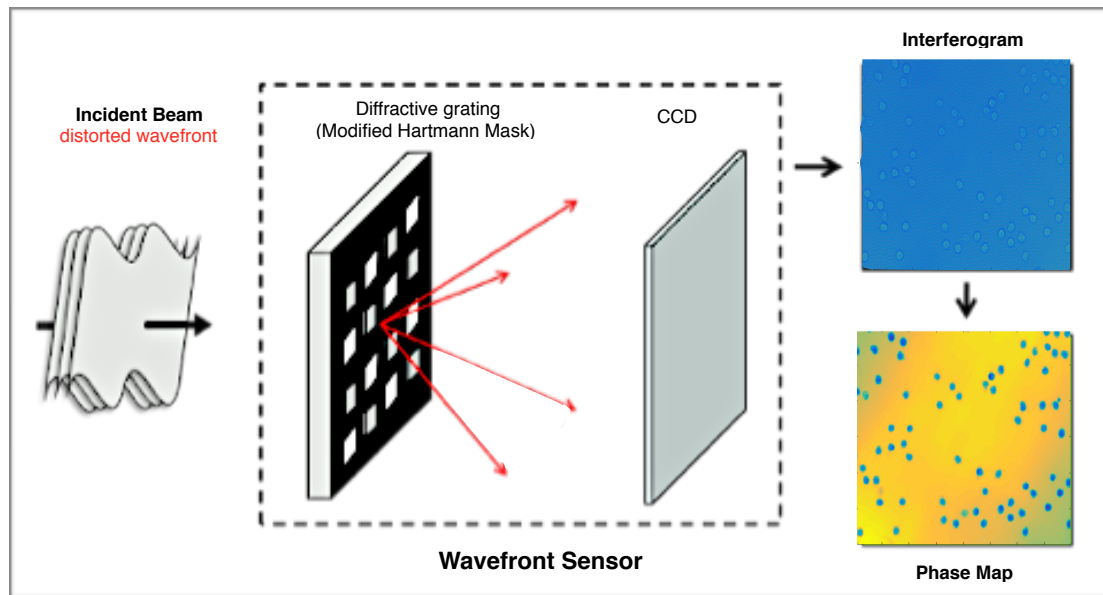 Incident Beam
distorted wavefront
Diffractive grating
(Modified Hartmann Mask)
CCD
Wavefront Sensor
Interferogram
Phase Map